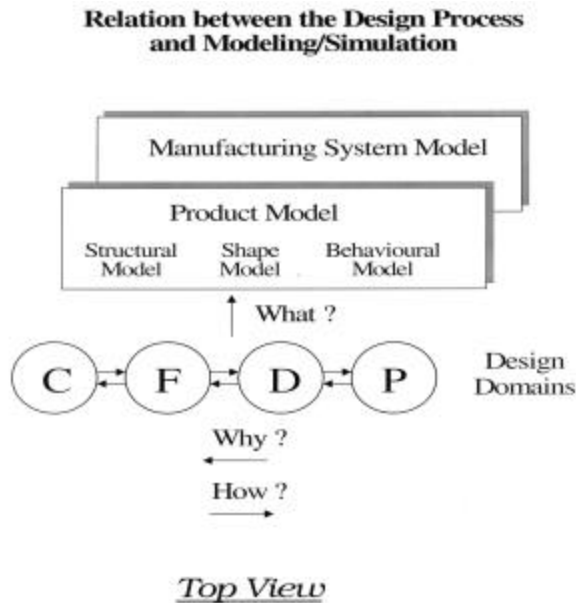 Relation between the Design Process
and Modeling/Simulation
Manufacturing System Model
Product Model
Structural Model
Shape Model
Behavioural Model
What ?
C F D P
Design
Domains
Why ?
How ?
Top View